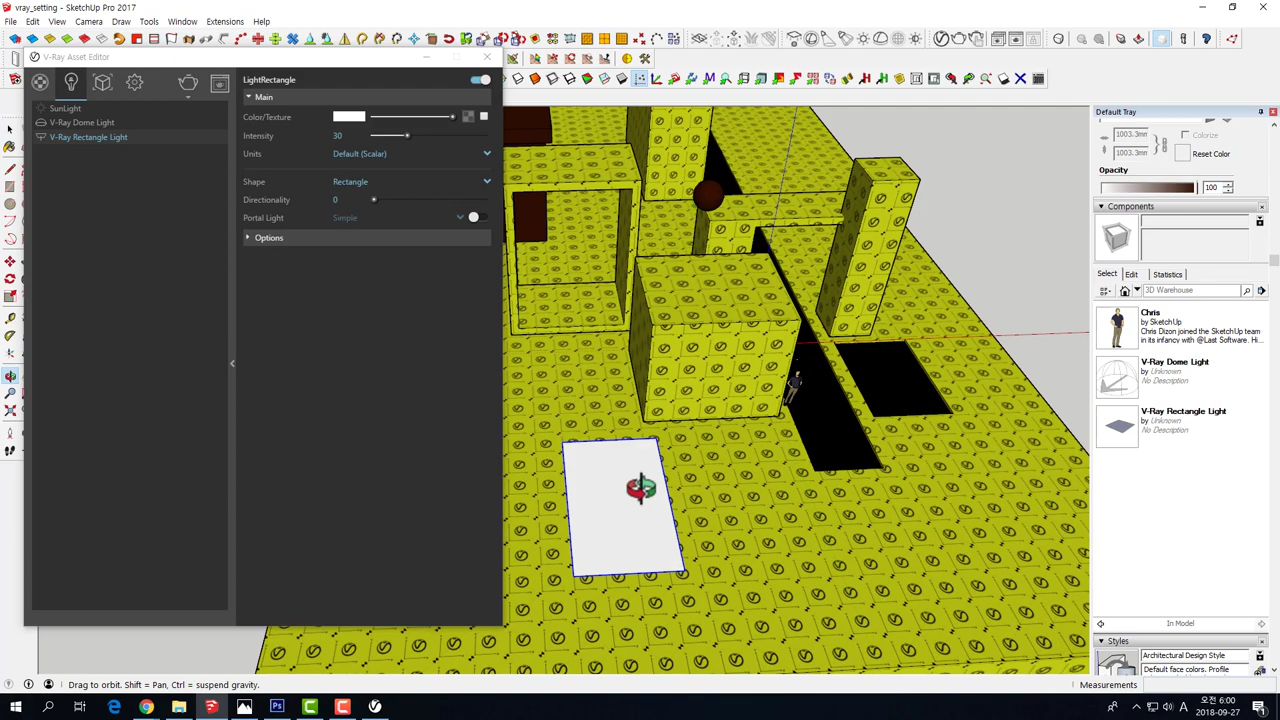 vray_setting - SketchUp Pro 2017
File Edit View Camera Draw Tools Window Extensions Help
V-Ray Asset Editor
SunLight
V-Ray Dome Light
V-Ray Rectangle Light
LightRectangle
Main
Color/Texture
Intensity 30
Units Default (Scalar)
Shape Rectangle
Directionality 0
Portal Light Simple
Options
Default Tray
1003.3mm
1003.3mm
Colorize
Reset Color
Opacity
100
Components
Select Edit Statistics
3D Warehouse
Chris
by SketchUp
Chris Dizon joined the SketchUp team
in its infancy with @Last Software. I
V-Ray Dome Light
by Unknown
No Description
V-Ray Rectangle Light
by Unknown
No Description
In Model
Styles
Architectural Design Style
Default face colors. Profile
Drag to orbit. Shift = Pan, Ctrl = suspend gravity.
Measurements
A
오전 6:00
2018-09-27